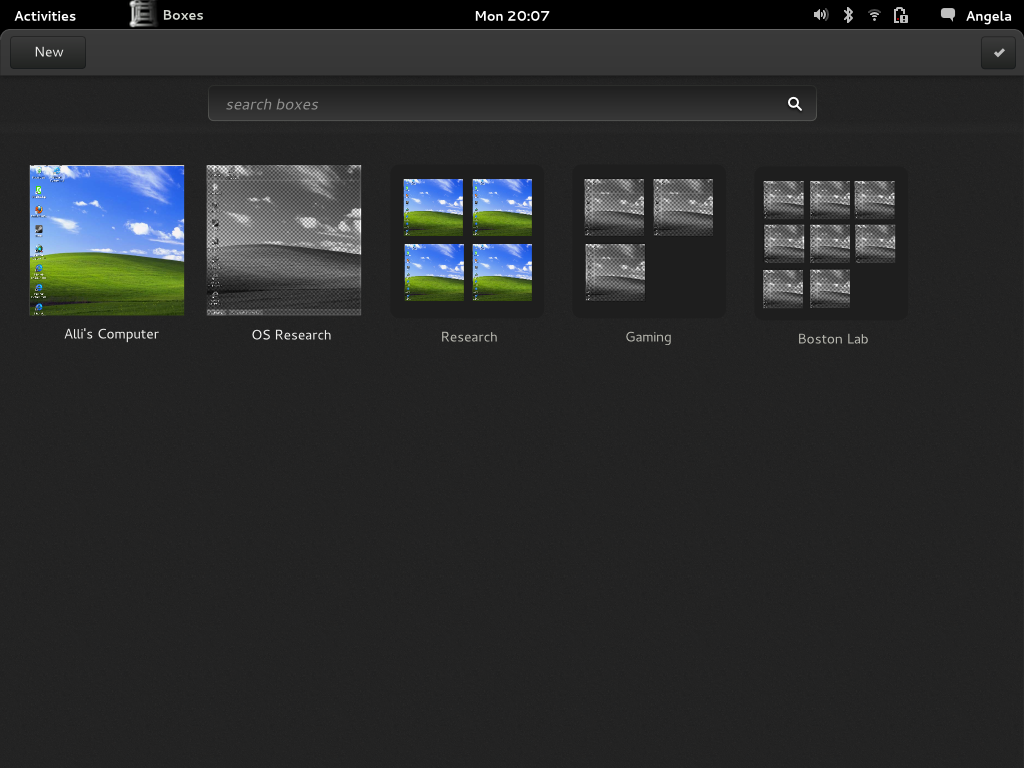 Activities
Boxes
Mon 20:07
Angela
New
search boxes
Alli's Computer
OS Research
Research
Gaming
Boston Lab